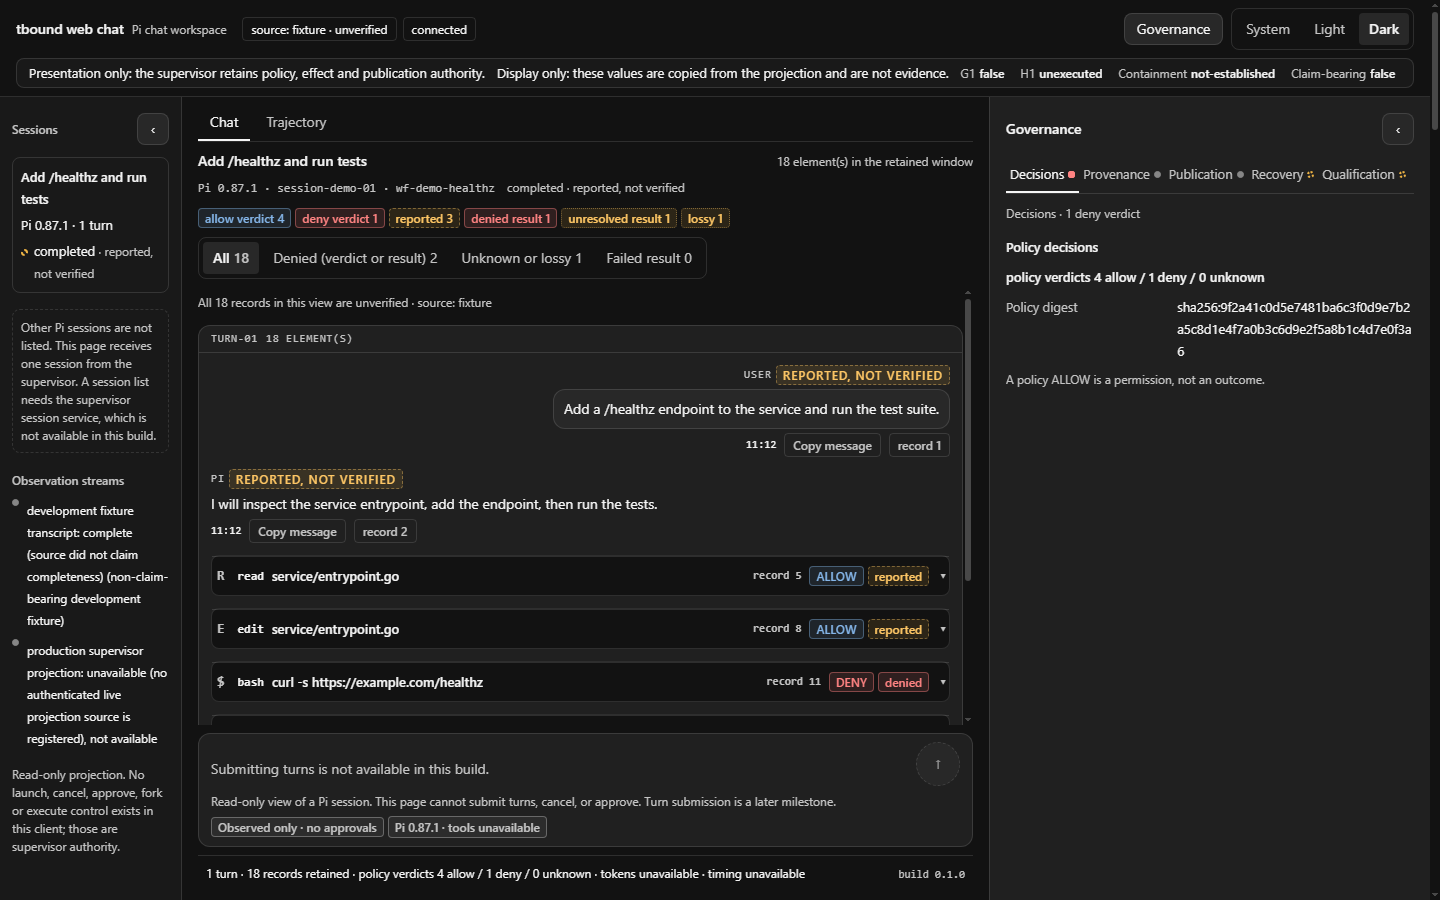 tbound web chat Pi chat workspace source: fixture · unverified connected Governance System Light Dark
Presentation only: the supervisor retains policy, effect and publication authority. Display only: these values are copied from the projection and are not evidence. G1 false H1 unexecuted Containment not-established Claim-bearing false
Sessions ‹
Add /healthz and run
tests
Pi 0.87.1 · 1 turn
completed · reported,
not verified
Other Pi sessions are not
listed. This page receives
one session from the
supervisor. A session list
needs the supervisor
session service, which is
not available in this build.
Observation streams
development fixture
transcript: complete
(source did not claim
completeness) (non-claim-
bearing development
fixture)
production supervisor
projection: unavailable (no
authenticated live
projection source is
registered), not available
Read-only projection. No
launch, cancel, approve, fork
or execute control exists in
this client; those are
supervisor authority.
Chat Trajectory
Add /healthz and run tests 18 element(s) in the retained window
Pi 0.87.1 · session-demo-01 · wf-demo-healthz completed · reported, not verified
allow verdict 4 deny verdict 1 reported 3 denied result 1 unresolved result 1 lossy 1
All 18 Denied (verdict or result) 2 Unknown or lossy 1 Failed result 0
All 18 records in this view are unverified · source: fixture
TURN-01 18 ELEMENT(S)
USER REPORTED, NOT VERIFIED
Add a /healthz endpoint to the service and run the test suite.
11:12 Copy message record 1
PI REPORTED, NOT VERIFIED
I will inspect the service entrypoint, add the endpoint, then run the tests.
11:12 Copy message record 2
R read service/entrypoint.go record 5 ALLOW reported ▾
E edit service/entrypoint.go record 8 ALLOW reported ▾
$ bash curl -s https://example.com/healthz record 11 DENY denied ▾
Submitting turns is not available in this build. ↑
Read-only view of a Pi session. This page cannot submit turns, cancel, or approve. Turn submission is a later milestone.
Observed only · no approvals Pi 0.87.1 · tools unavailable
1 turn · 18 records retained · policy verdicts 4 allow / 1 deny / 0 unknown · tokens unavailable · timing unavailable build 0.1.0
Governance ‹
Decisions Provenance Publication Recovery Qualification
Decisions · 1 deny verdict
Policy decisions
policy verdicts 4 allow / 1 deny / 0 unknown
Policy digest sha256:9f2a41c0d5e7481ba6c3f0d9e7b2
a5c8d1e4f7a0b3c6d9e2f5a8b1c4d7e0f3a
6
A policy ALLOW is a permission, not an outcome.